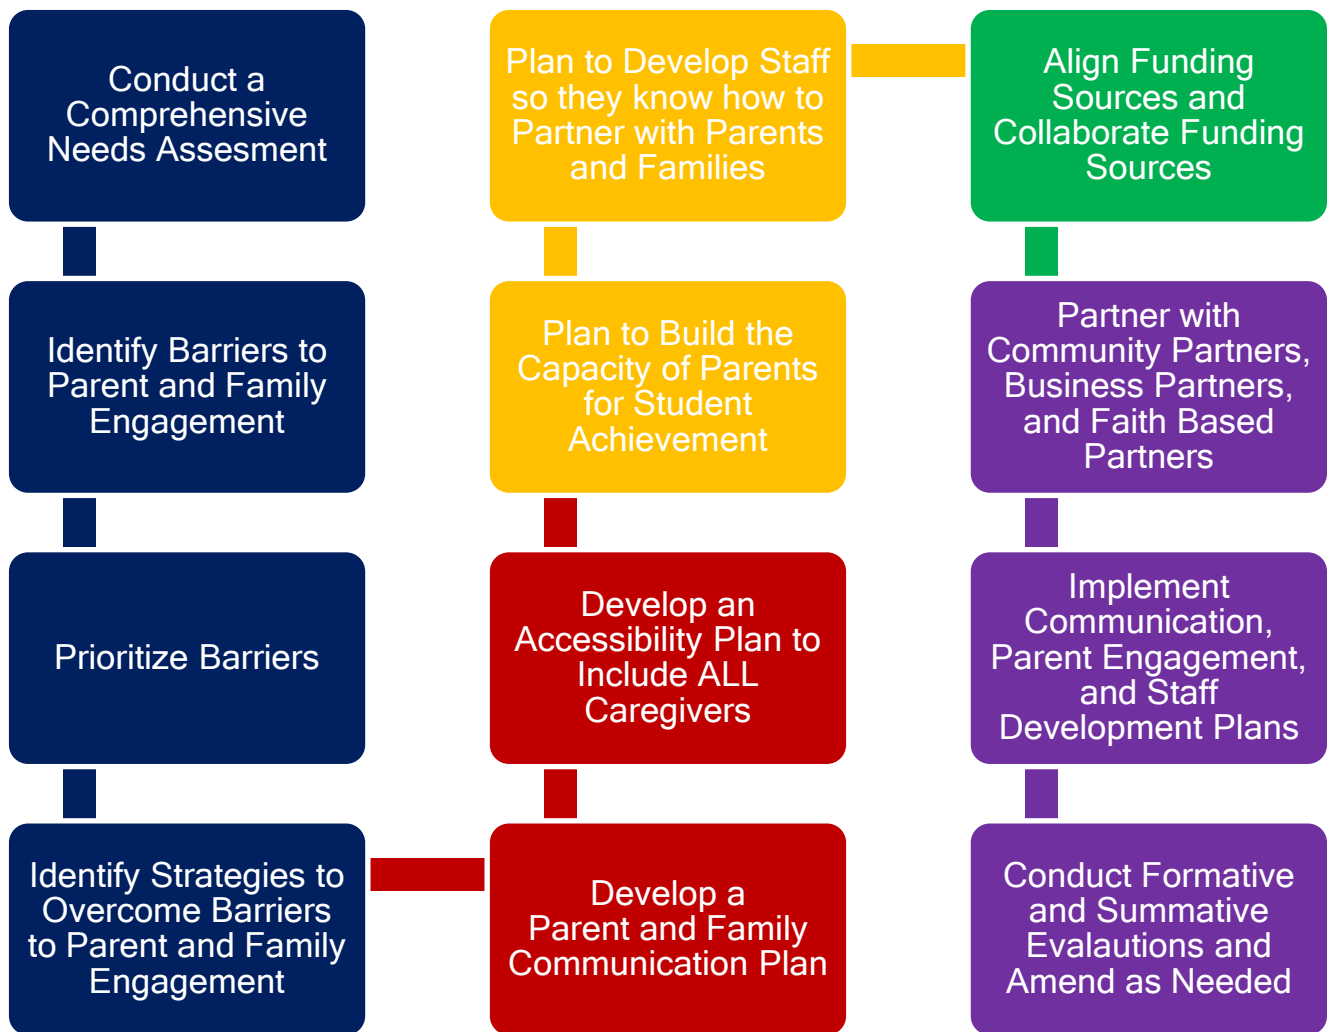 Conduct a
Comprehensive
Needs Assesment
Identify Barriers to
Parent and Family
Engagement
Prioritize Barriers
Identify Strategies to
Overcome Barriers
to Parent and Family
Engagement
Develop a
Parent and Family
Communication Plan
Develop an
Accessibility Plan to
Include ALL
Caregivers
Plan to Build the
Capacity of Parents
for Student
Achievement
Plan to Develop Staff
so they know how to
Partner with Parents
and Families
Align Funding
Sources and
Collaborate Funding
Sources
Partner with
Community Partners,
Business Partners,
and Faith Based
Partners
Implement
Communication,
Parent Engagement,
and Staff
Development Plans
Conduct Formative
and Summative
Evalautions and
Amend as Needed